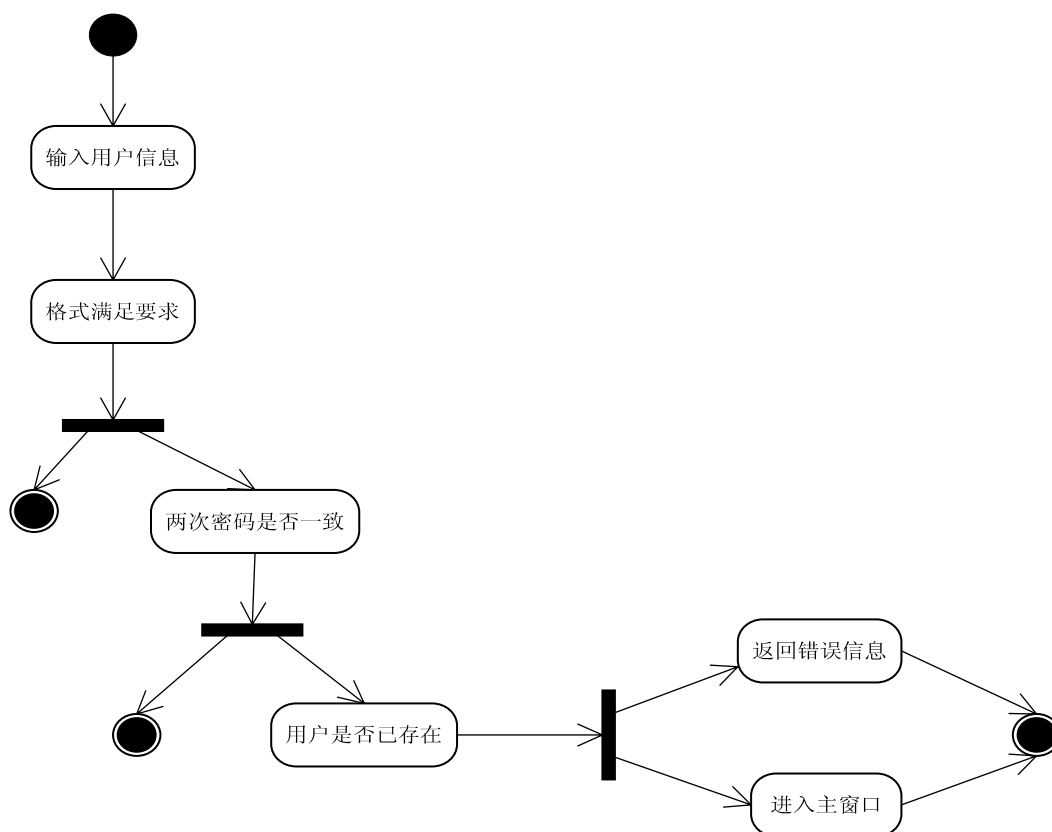 输入用户信息
格式满足要求
两次密码是否一致
用户是否已存在
返回错误信息
进入主窗口